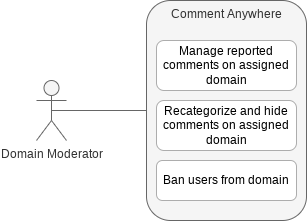 Comment Anywhere
Manage reported
comments on assigned
domain
Recategorize and hide
comments on assigned
domain
Domain Moderator
Ban users from domain